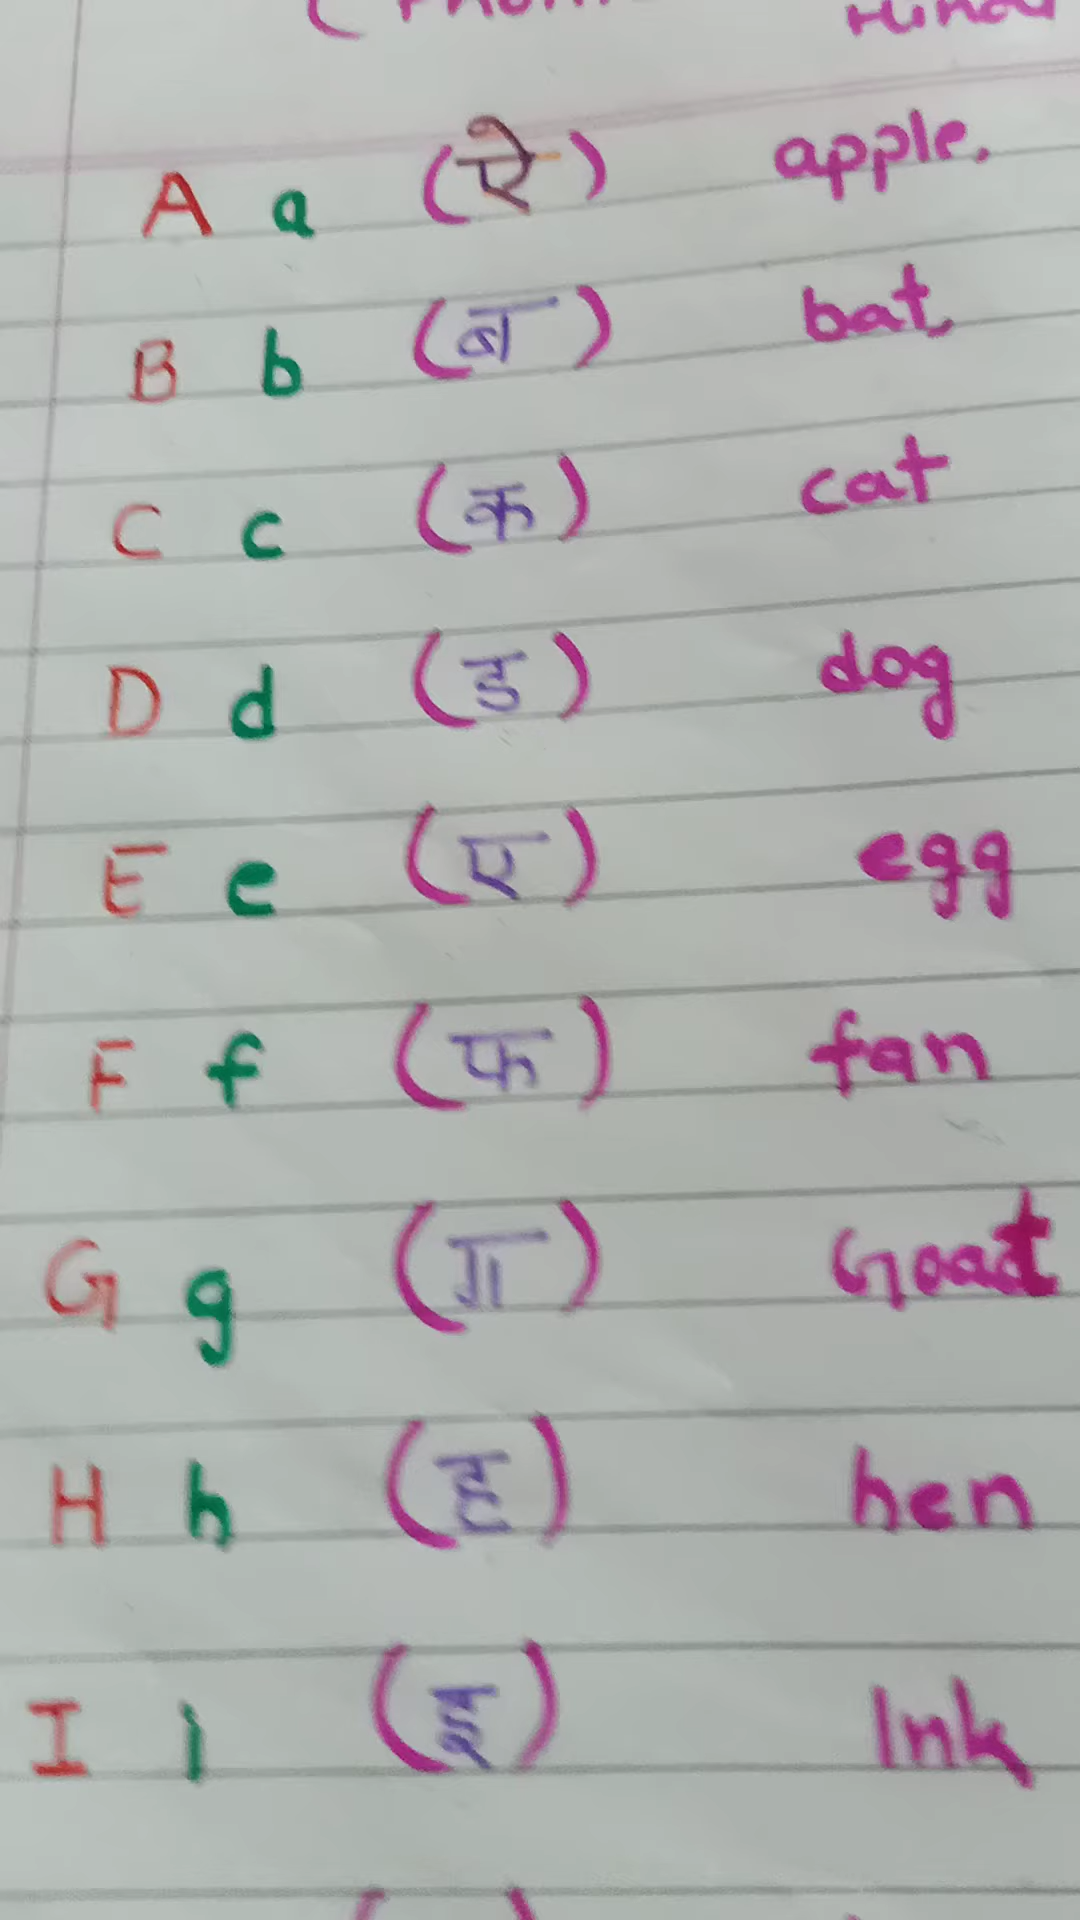 A a (ऐ) apple.
B b (ब) bat
C c (क) cat
D d (ड) dog
E e (ए) egg
F f (फ) fan
G g (ग) Goat
H h (ह) hen
I i (इ) Ink